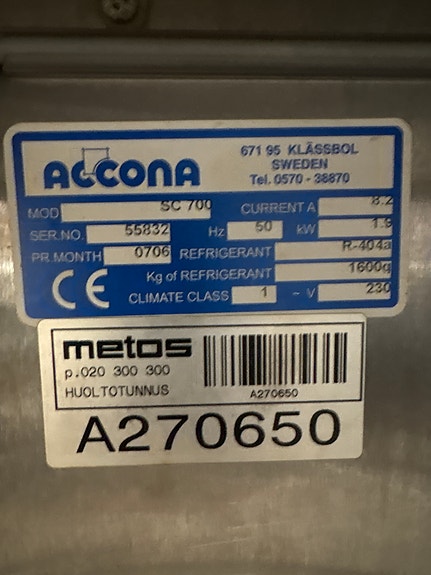 ACCONA
671 95 KLÄSSBOL
SWEDEN
Tel. 0570 - 38870
MOD SC 700 CURRENT A 8.2
SER.NO. 55832 Hz 50 kW 1.9
PR.MONTH 0706 REFRIGERANT R-404a
CE Kg of REFRIGERANT 1600g
CLIMATE CLASS 1 ~ V 230
metos
p.020 300 300
HUOLTOTUNNUS
A270650
A270650